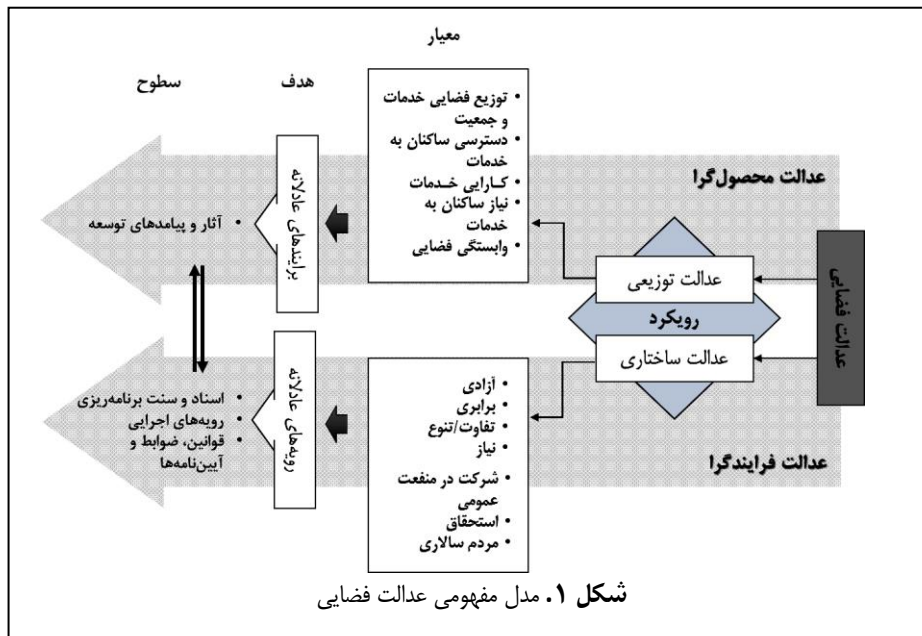 معیار
هدف
سطوح
عدالت فضایی
عدالت محصول‌گرا
عدالت توزیعی
رویکرد
عدالت ساختاری
عدالت فرایندگرا
• توزیع فضایی خدمات
و جمعیت
• دسترسی ساکنان به
خدمات
• کـارایی خـدمات
• نیاز ساکنان به
خدمات
• وابستگی فضایی
برایندهای عادلانه
• آثار و پیامدهای توسعه
• آزادی
• برابری
• تفاوت/تنوع
• نیاز
• شرکت در منفعت
عمومی
• استحقاق
• مردم سالاری
رویه‌های عادلانه
• اسناد و سنت برنامه‌ریزی
• رویه‌های اجرایی
• قوانین، ضوابط و
آیین‌نامه‌ها
شکل ۱. مدل مفهومی عدالت فضایی